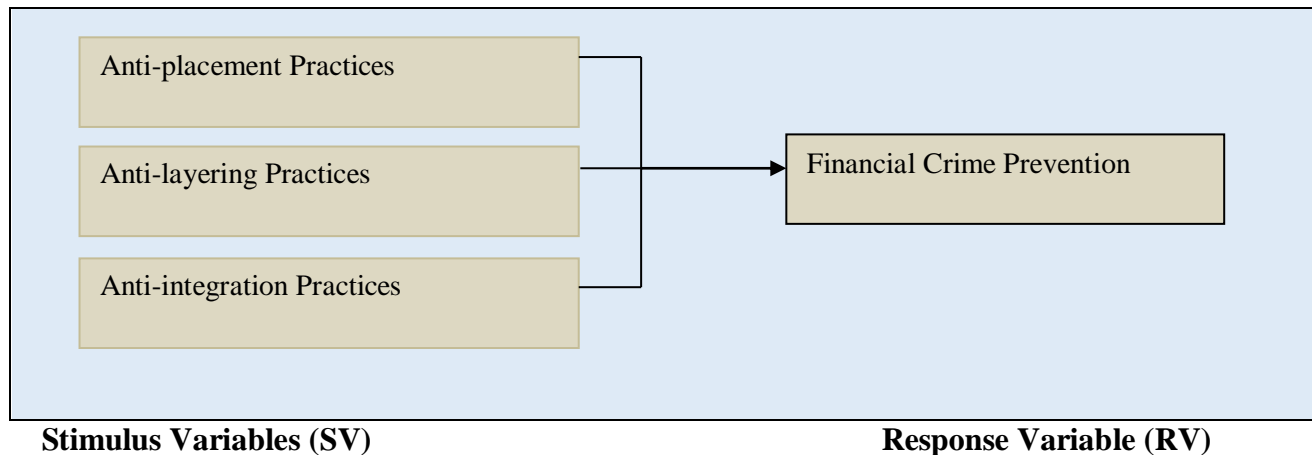 Anti-placement Practices
Anti-layering Practices
Financial Crime Prevention
Anti-integration Practices
Stimulus Variables (SV)
Response Variable (RV)